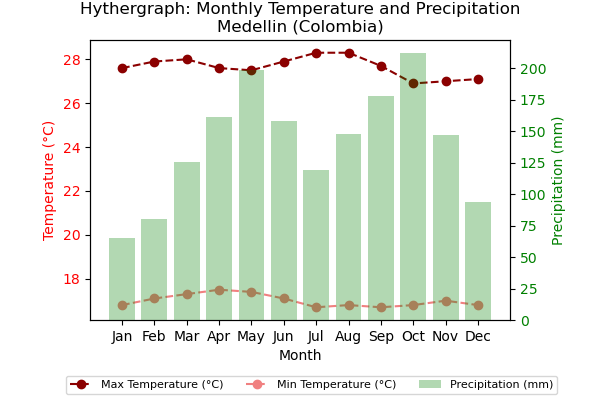 Hythergraph: Monthly Temperature and Precipitation
Medellin (Colombia)
Temperature (°C)
28
26
24
22
20
18
Precipitation (mm)
200
175
150
125
100
75
50
25
0
Jan Feb Mar Apr May Jun Jul Aug Sep Oct Nov Dec
Month
Max Temperature (°C) Min Temperature (°C) Precipitation (mm)